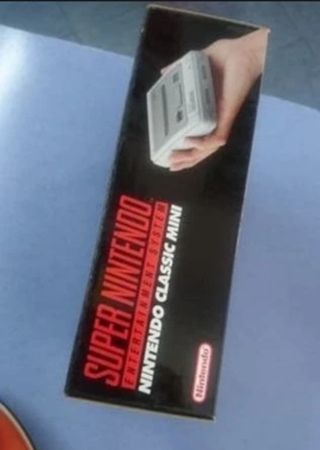 SUPER NINTENDO
ENTERTAINMENT SYSTEM
NINTENDO CLASSIC MINI
Nintendo